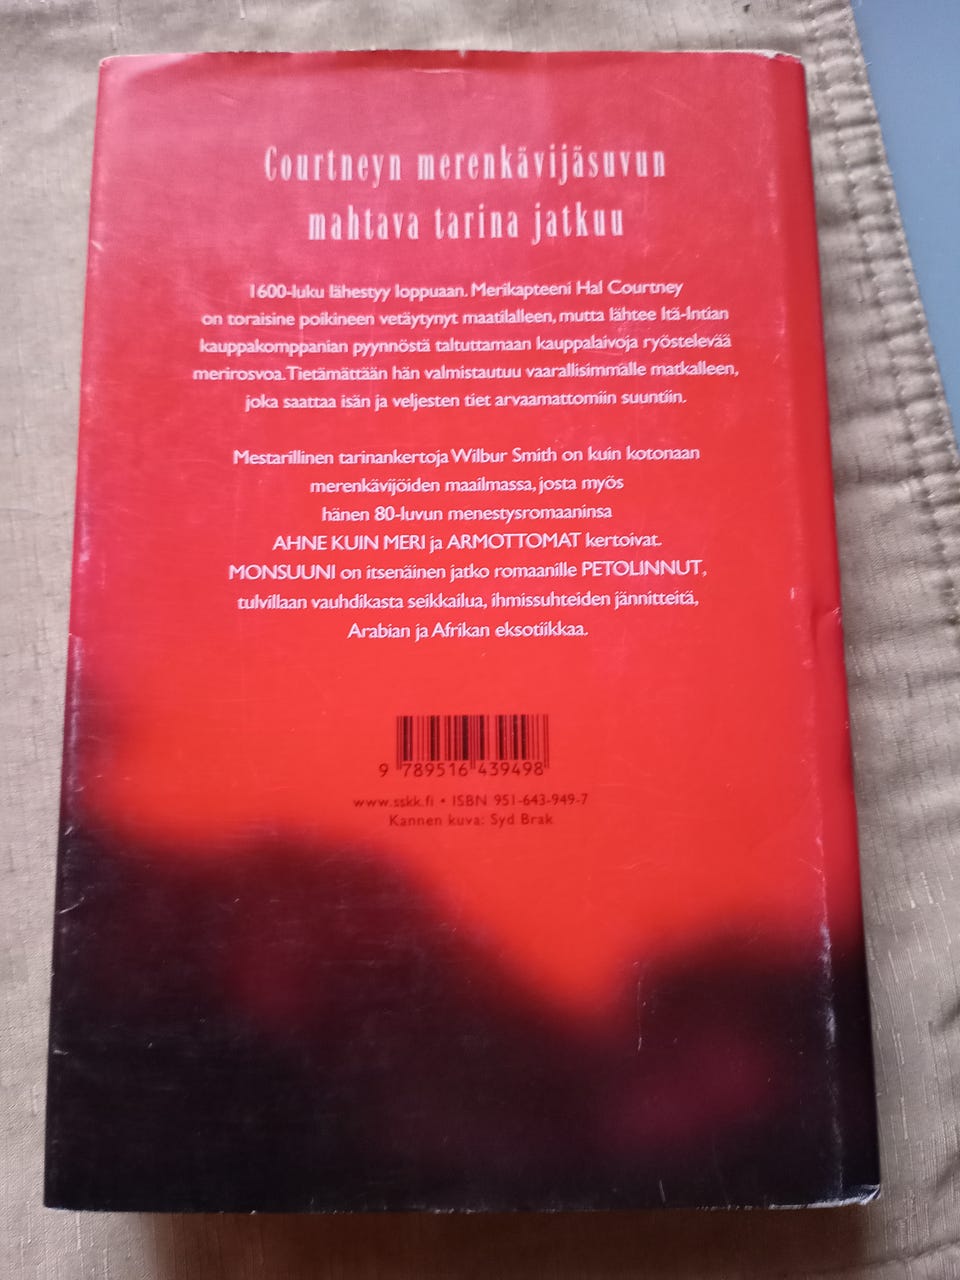 Courtneyn merenkävijäsuvun
mahtava tarina jatkuu
1600-luku lähestyy loppuaan. Merikapteeni Hal Courtney
on toraisine poikineen vetäytynyt maatilalleen, mutta lähtee Itä-Intian
kauppakomppanian pyynnöstä taltuttamaan kauppalaivoja ryöstelevää
merirosvoa. Tietämättään hän valmistautuu vaarallisimmalle matkalleen,
joka saattaa isän ja veljesten tiet arvaamattomiin suuntiin.
Mestarillinen tarinankertoja Wilbur Smith on kuin kotonaan
merenkävijöiden maailmassa, josta myös
hänen 80-luvun menestysromaaninsa
AHNE KUIN MERI ja ARMOTTOMAT kertoivat.
MONSUUNI on itsenäinen jatko romaanille PETOLINNUT,
tulvillaan vauhdikasta seikkailua, ihmissuhteiden jännitteitä,
Arabian ja Afrikan eksotiikkaa.
9 789516 439498
www.sskk.fi • ISBN 951-643-949-7
Kannen kuva: Syd Brak